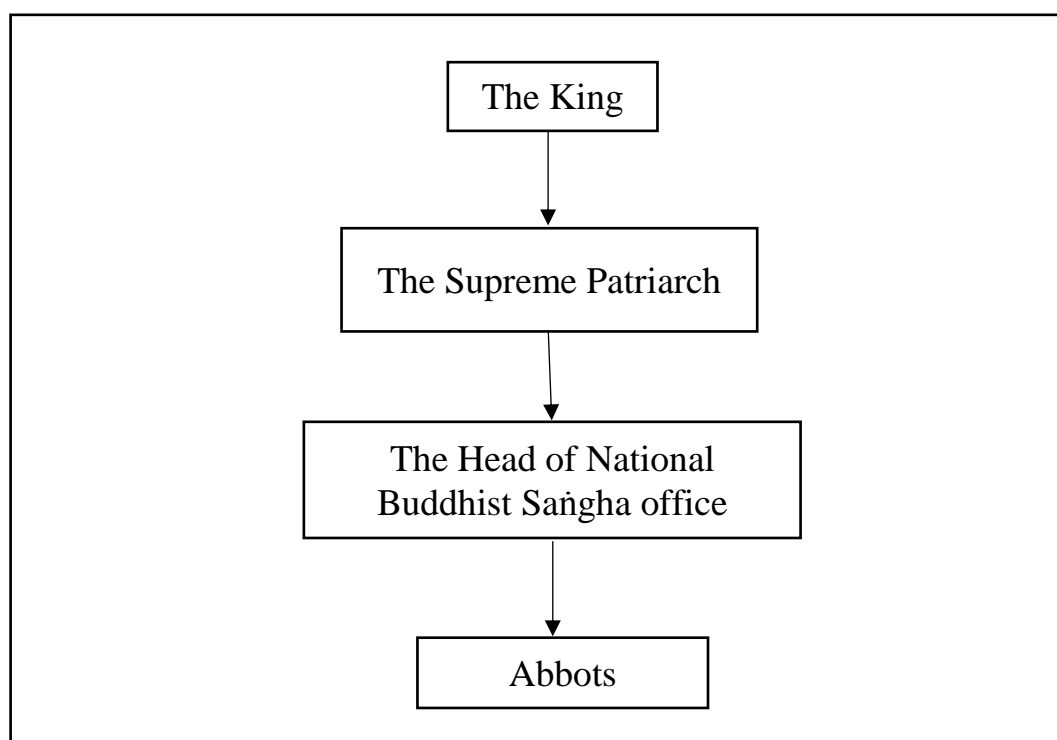 The King
The Supreme Patriarch
The Head of National
Buddhist Saṅgha office
Abbots